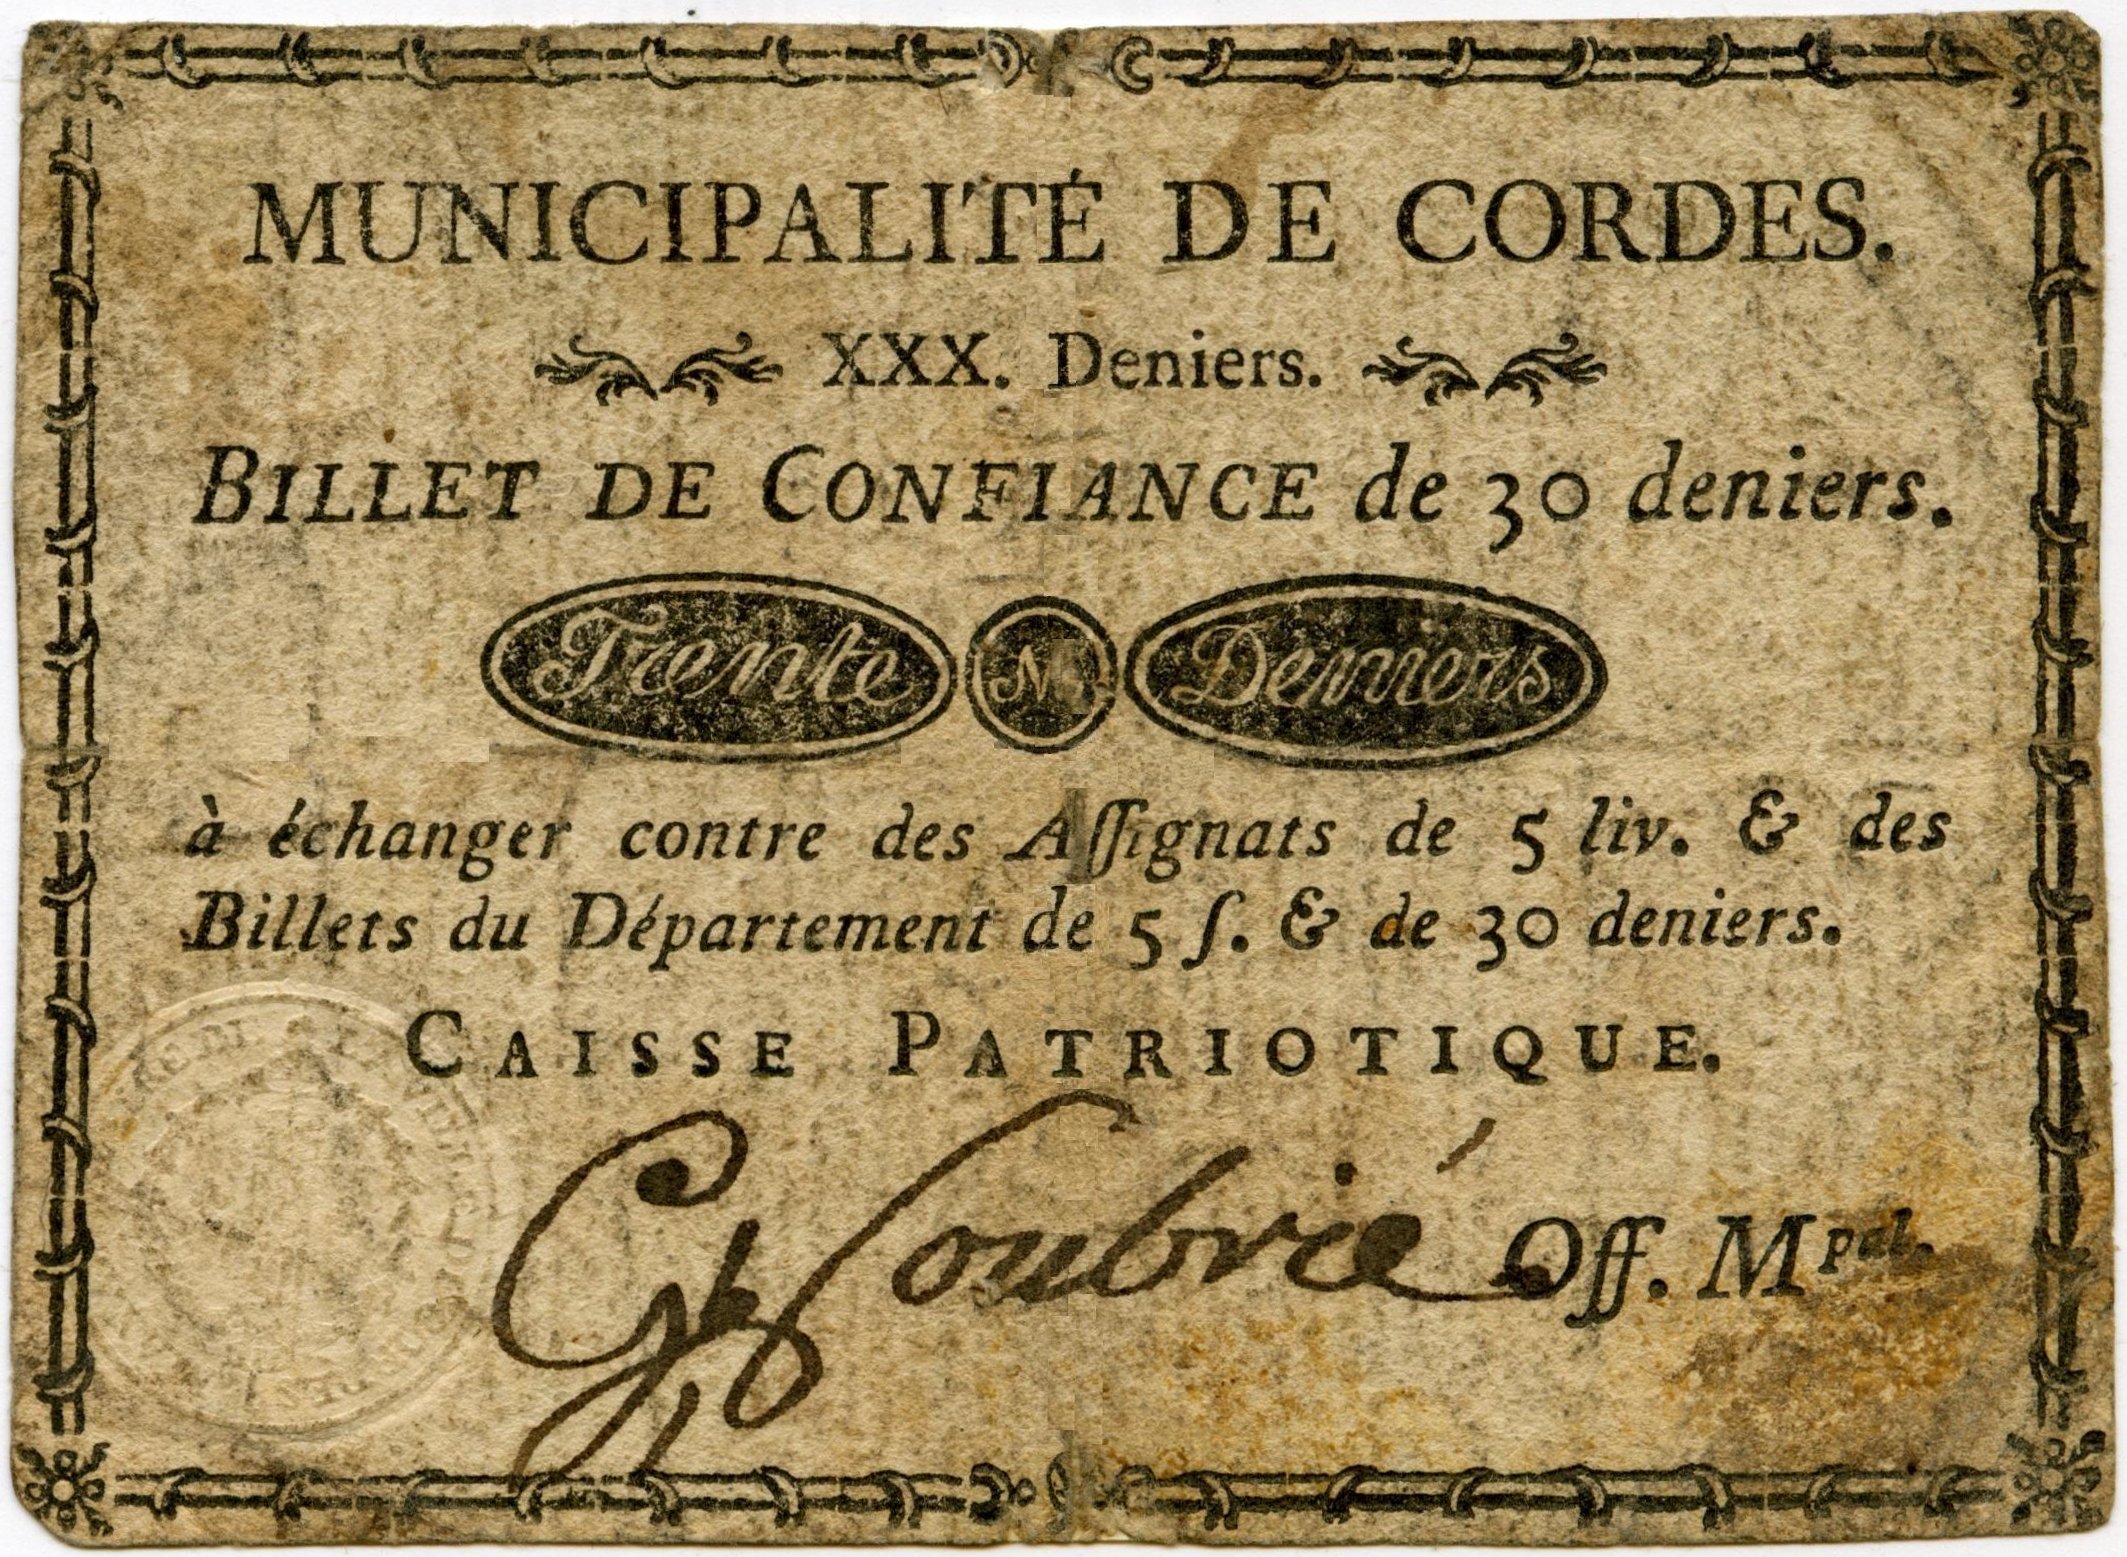 MUNICIPALITÉ DE CORDES.
XXX. Deniers.
BILLET DE CONFIANCE de 30 deniers.
Trente N Deniers
à échanger contre des Aſſignats de 5 liv. & des
Billets du Département de 5 ſ. & de 30 deniers.
CAISSE PATRIOTIQUE.
Off. Mpal.